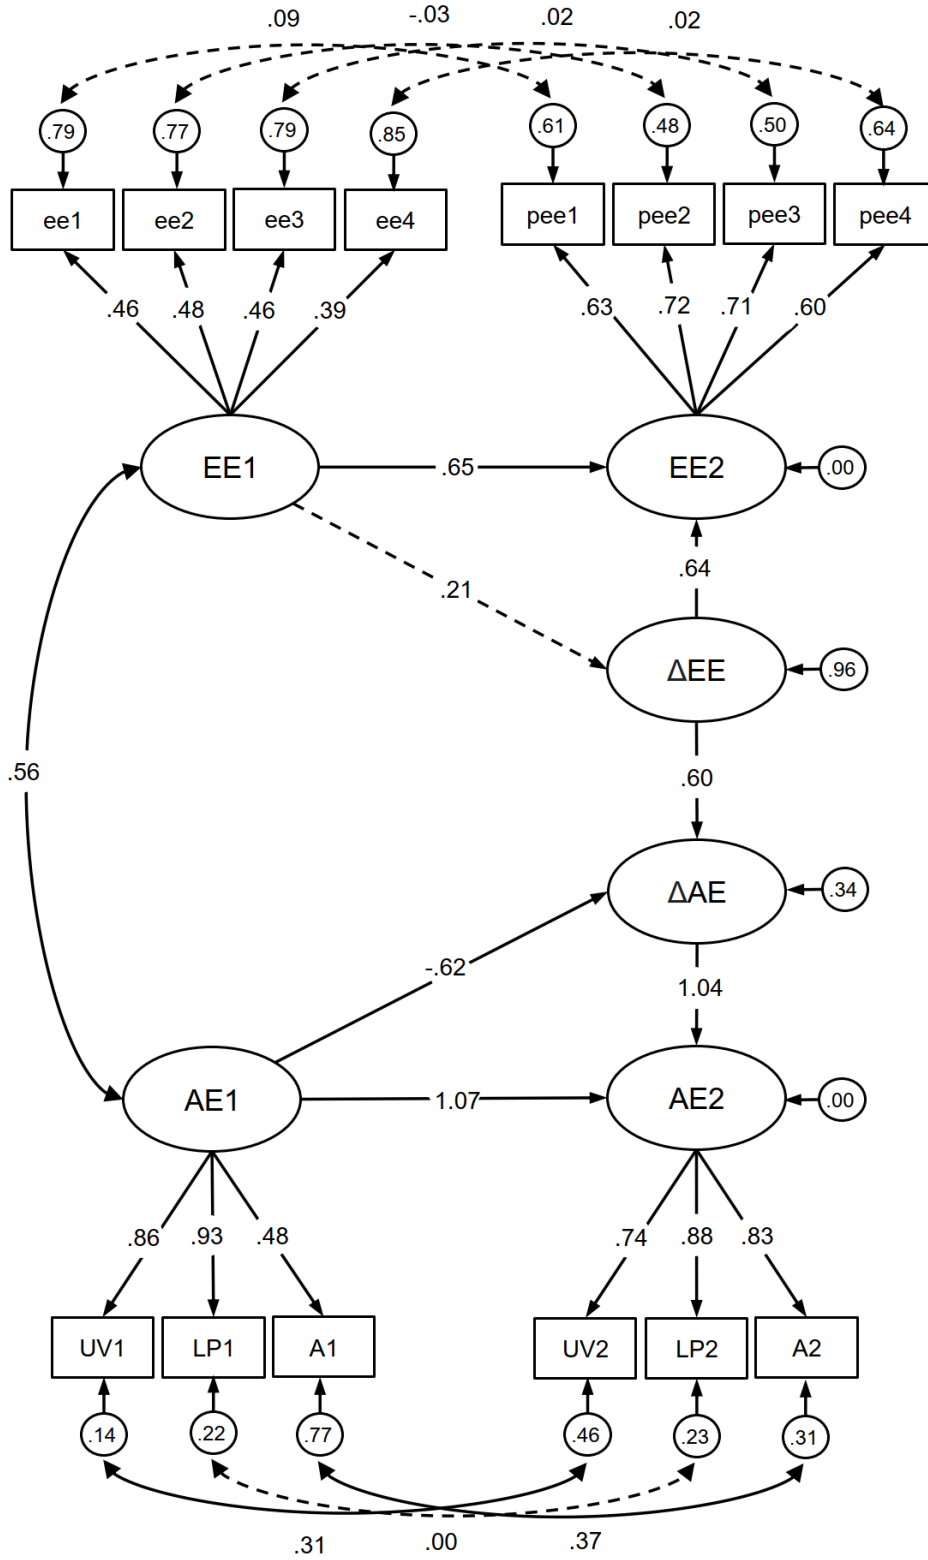 .09 -.03 .02 .02
.79 .77 .79 .85 .61 .48 .50 .64
ee1 ee2 ee3 ee4 pee1 pee2 pee3 pee4
.46 .48 .46 .39 .63 .72 .71 .60
EE1 .65 EE2 .00
.64
.21
ΔEE .96
.56 .60
ΔAE .34
-.62
1.04
AE1 1.07 AE2 .00
.86 .93 .48 .74 .88 .83
UV1 LP1 A1 UV2 LP2 A2
.14 .22 .77 .46 .23 .31
.31 .00 .37